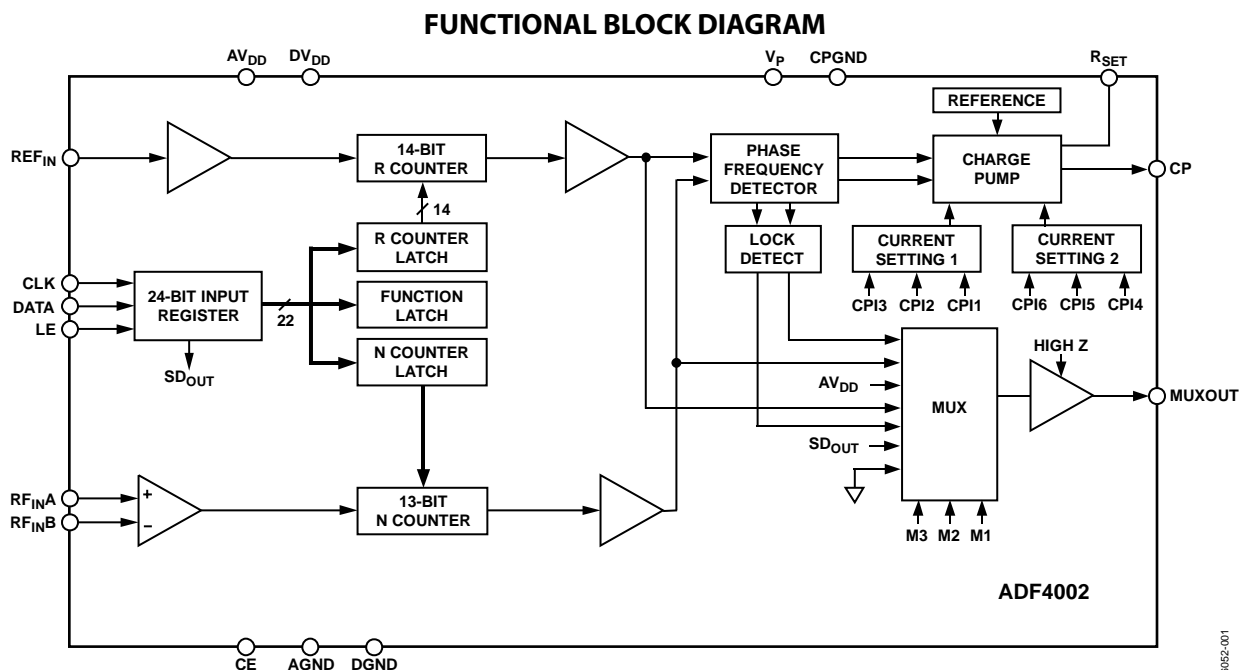 FUNCTIONAL BLOCK DIAGRAM
AVDD
DVDD
VP
CPGND
RSET
REFERENCE
REFIN
14-BIT
R COUNTER
PHASE
FREQUENCY
DETECTOR
CHARGE
PUMP
CP
14
R COUNTER
LATCH
LOCK
DETECT
CURRENT
SETTING 1
CURRENT
SETTING 2
CLK
DATA
LE
24-BIT INPUT
REGISTER
22
FUNCTION
LATCH
CPI3
CPI2
CPI1
CPI6
CPI5
CPI4
N COUNTER
LATCH
SDOUT
HIGH Z
AVDD
MUX
MUXOUT
SDOUT
RFINA
RFINB
+
−
13-BIT
N COUNTER
M3
M2
M1
ADF4002
CE
AGND
DGND